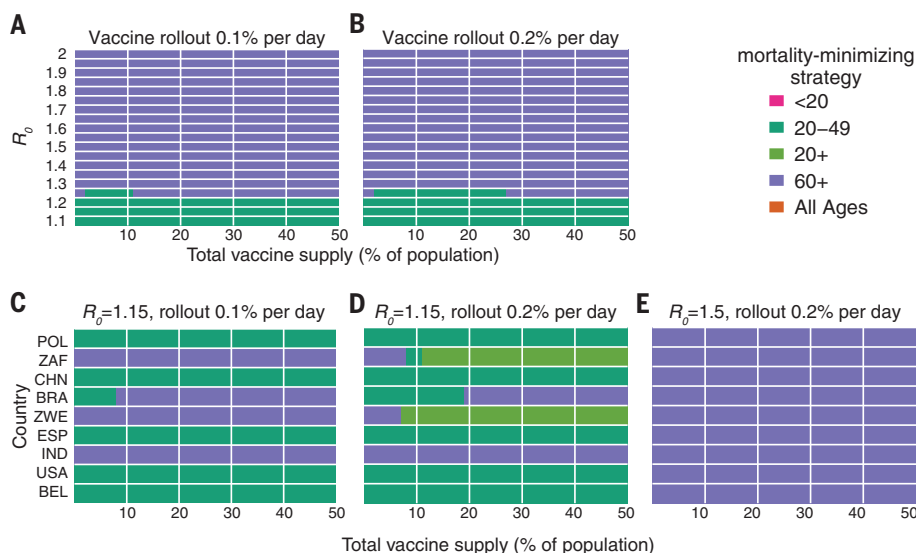 A
Vaccine rollout 0.1% per day
B
Vaccine rollout 0.2% per day
mortality-minimizing
strategy
<20
20–49
20+
60+
All Ages
R0
2
1.9
1.8
1.7
1.6
1.5
1.4
1.3
1.2
1.1
10 20 30 40 50
10 20 30 40 50
Total vaccine supply (% of population)
C
R0=1.15, rollout 0.1% per day
D
R0=1.15, rollout 0.2% per day
E
R0=1.5, rollout 0.2% per day
Country
POL
ZAF
CHN
BRA
ZWE
ESP
IND
USA
BEL
10 20 30 40 50
10 20 30 40 50
10 20 30 40 50
Total vaccine supply (% of population)